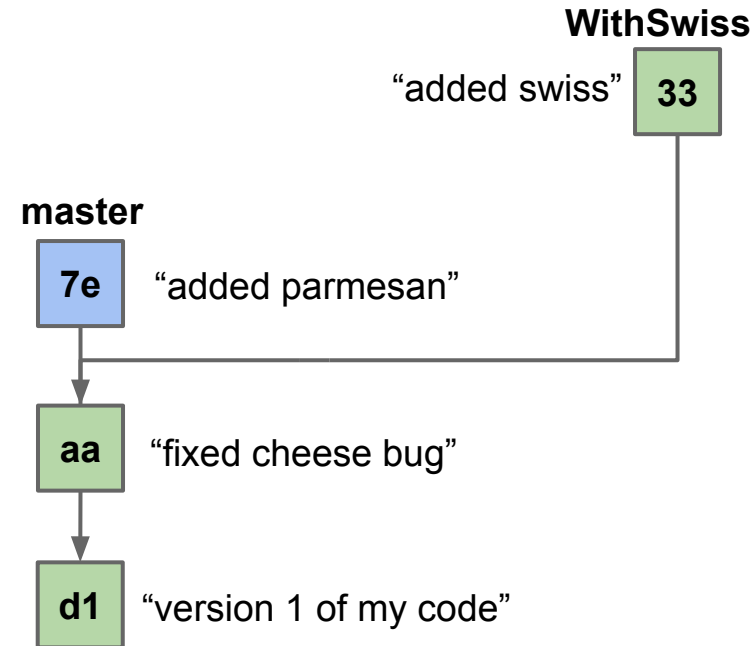 WithSwiss
“added swiss” 33
master
7e “added parmesan”
aa “fixed cheese bug”
d1 “version 1 of my code”